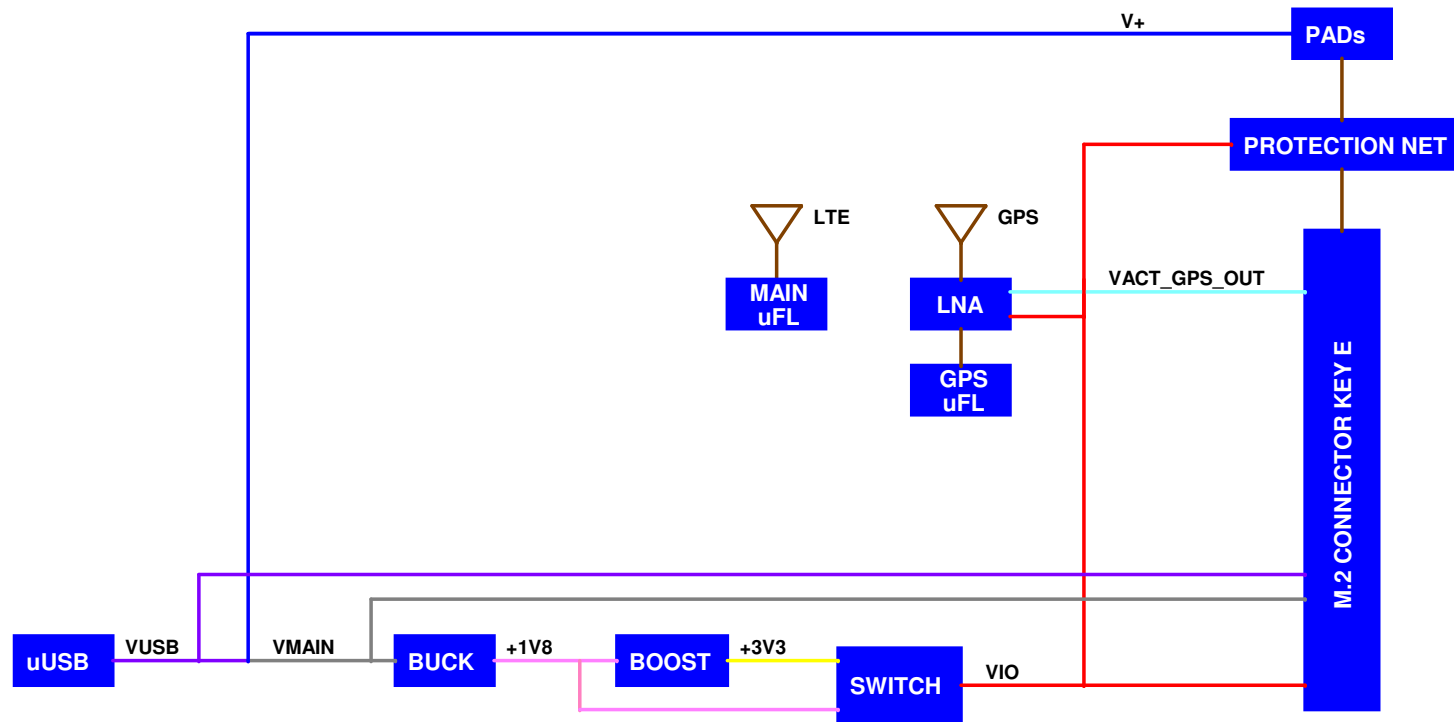 V+
PADs
PROTECTION NET
LTE
GPS
VACT_GPS_OUT
MAIN
uFL
LNA
GPS
uFL
M.2 CONNECTOR KEY E
uUSB
VUSB
VMAIN
BUCK
+1V8
BOOST
+3V3
SWITCH
VIO